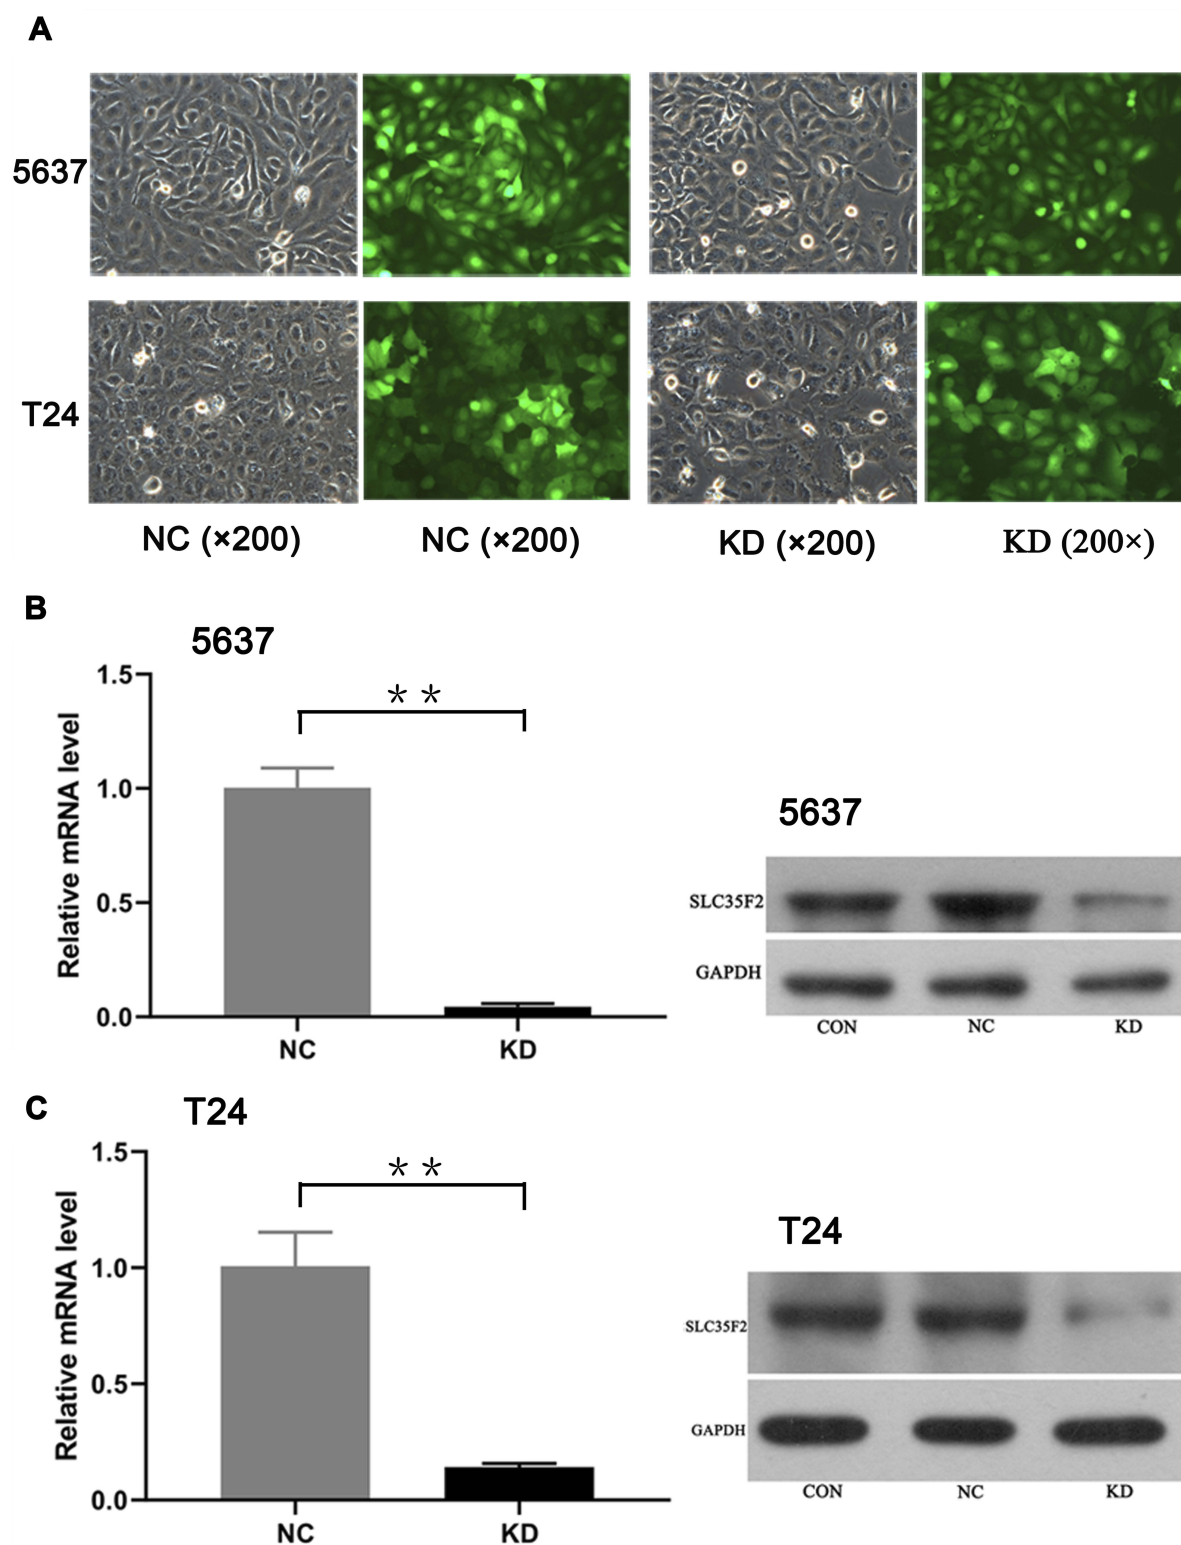 A
5637
T24
NC (×200)
NC (×200)
KD (×200)
KD (200×)
B
5637
1.5
1.0
0.5
0.0
Relative mRNA level
**
NC
KD
5637
SLC35F2
GAPDH
CON
NC
KD
C
T24
1.5
1.0
0.5
0.0
Relative mRNA level
**
NC
KD
T24
SLC35F2
GAPDH
CON
NC
KD